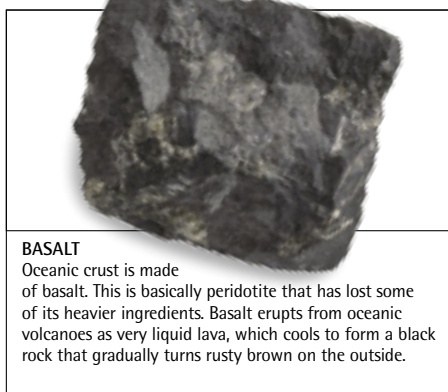 BASALT
Oceanic crust is made
of basalt. This is basically peridotite that has lost some
of its heavier ingredients. Basalt erupts from oceanic
volcanoes as very liquid lava, which cools to form a black
rock that gradually turns rusty brown on the outside.